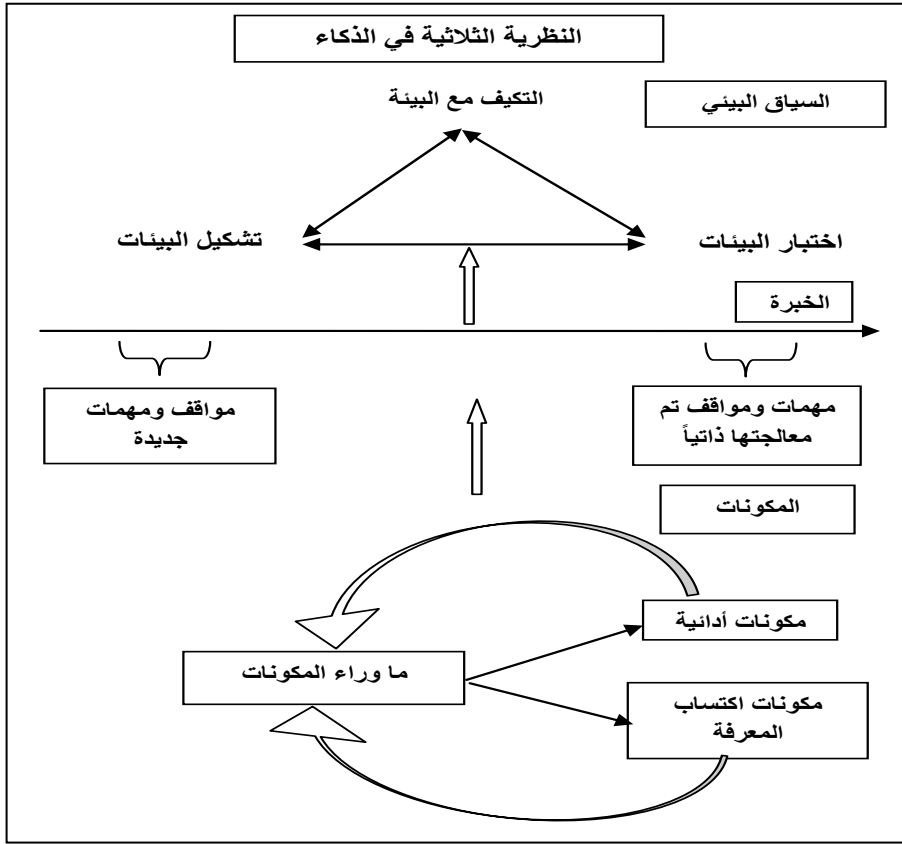 النظرية الثلاثية في الذكاء
السياق البيئي
التكيف مع البيئة
اختبار البيئات
تشكيل البيئات
الخبرة
مهمات ومواقف تم
معالجتها ذاتياً
مواقف ومهمات
جديدة
المكونات
مكونات أدائية
ما وراء المكونات
مكونات اكتساب
المعرفة